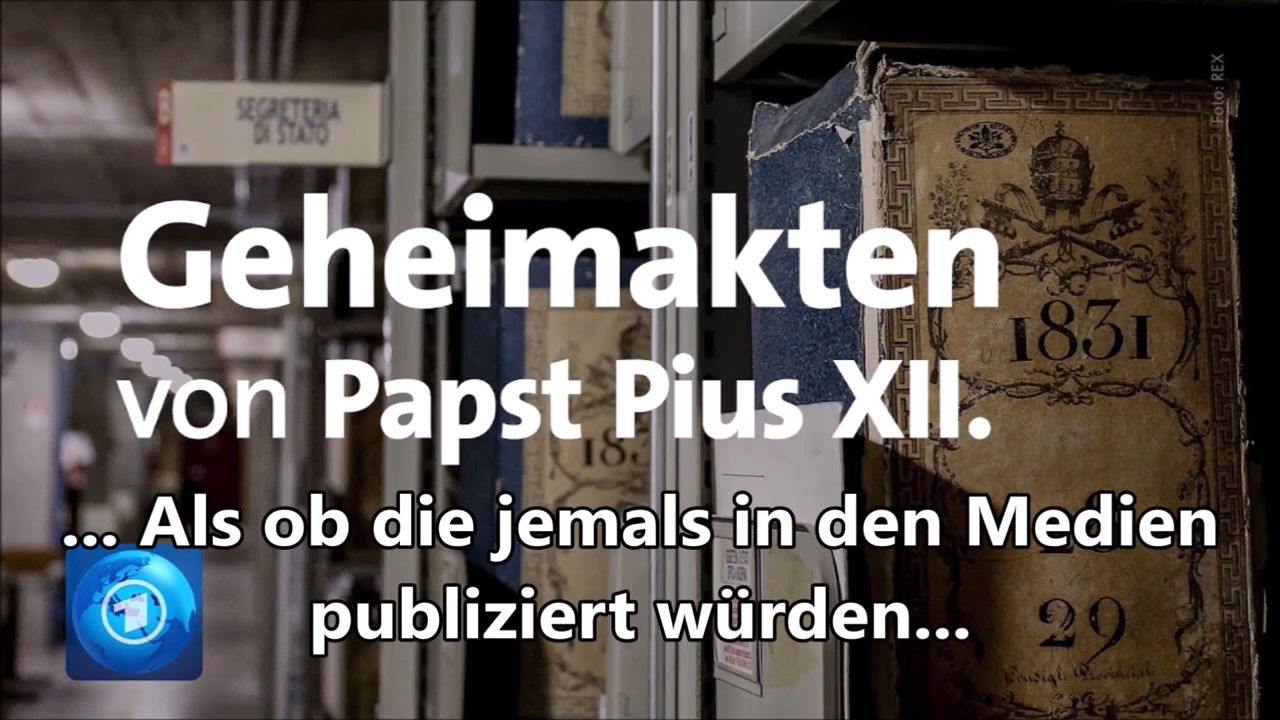 Foto: REX
SEGRETERIA
DI STATO
Geheimakten
1831
von Papst Pius XII.
183
... Als ob die jemals in den Medien
publiziert würden...
29